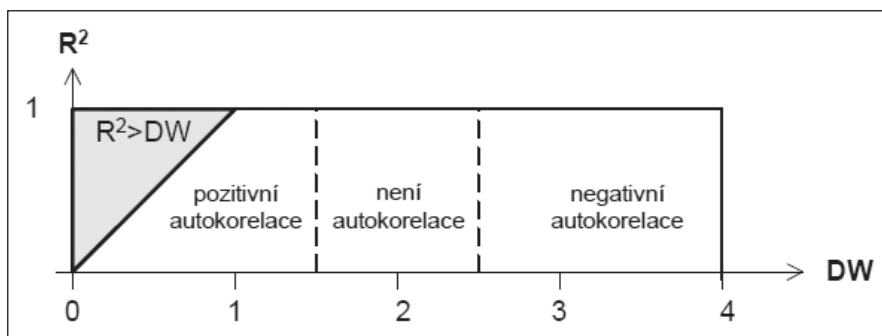 R²
1
R²>DW
pozitivní
autokorelace
není
autokorelace
negativní
autokorelace
DW
0 1 2 3 4